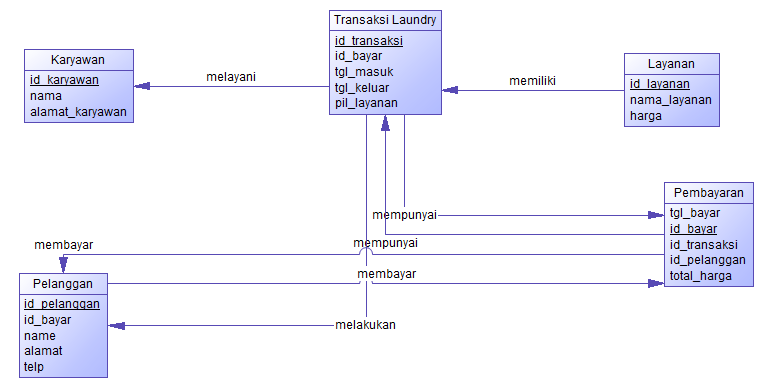 Transaksi Laundry
id_transaksi
id_bayar
tgl_masuk
tgl_keluar
pil_layanan
Karyawan
id_karyawan
nama
alamat_karyawan
melayani
memiliki
Layanan
id_layanan
nama_layanan
harga
Pembayaran
tgl_bayar
id_bayar
id_transaksi
id_pelanggan
total_harga
mempunyai
mempunyai
membayar
membayar
melakukan
Pelanggan
id_pelanggan
id_bayar
name
alamat
telp